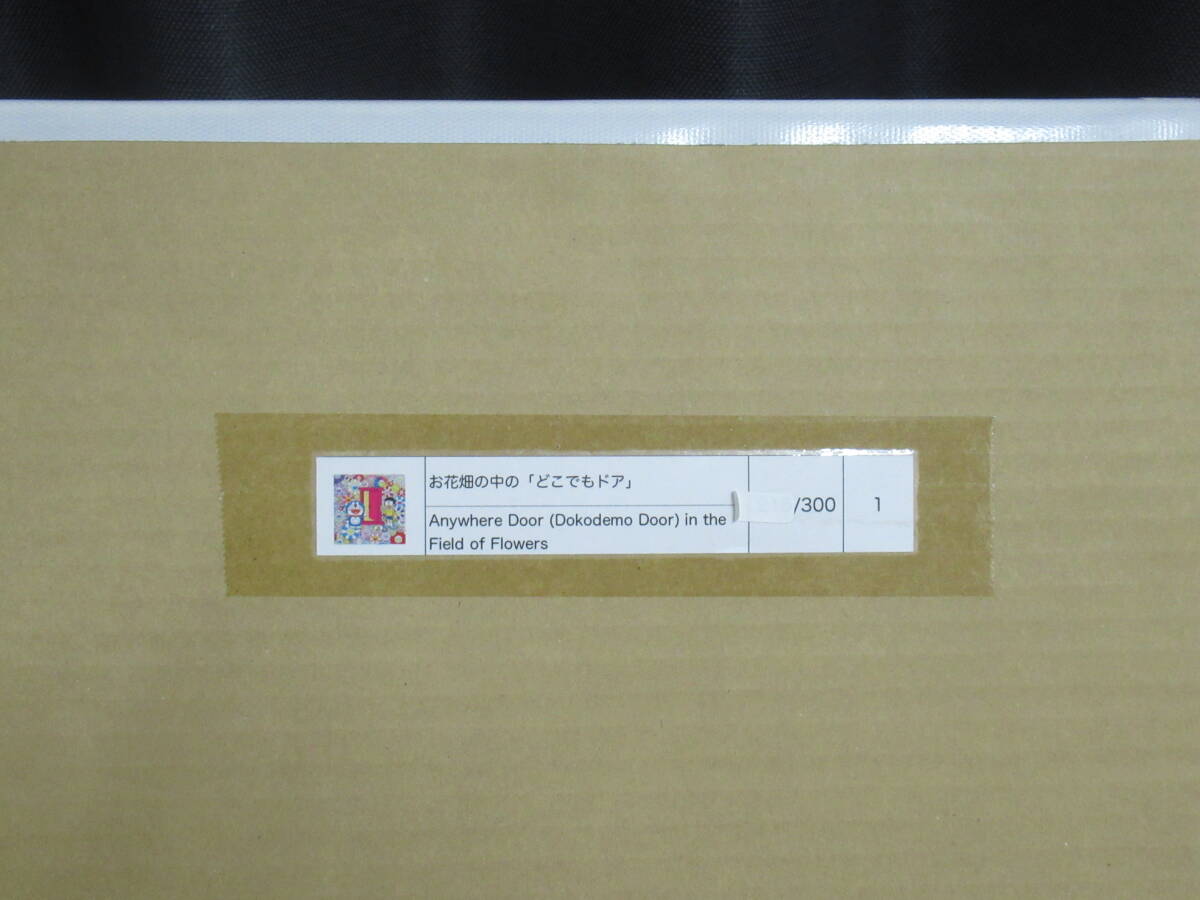 お花畑の中の「どこでもドア」
Anywhere Door (Dokodemo Door) in the
Field of Flowers
/300
1